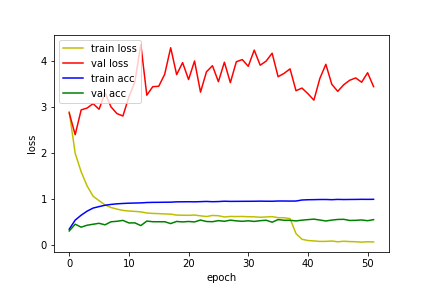 train loss
val loss
train acc
val acc
4
3
2
1
0
loss
0 10 20 30 40 50
epoch